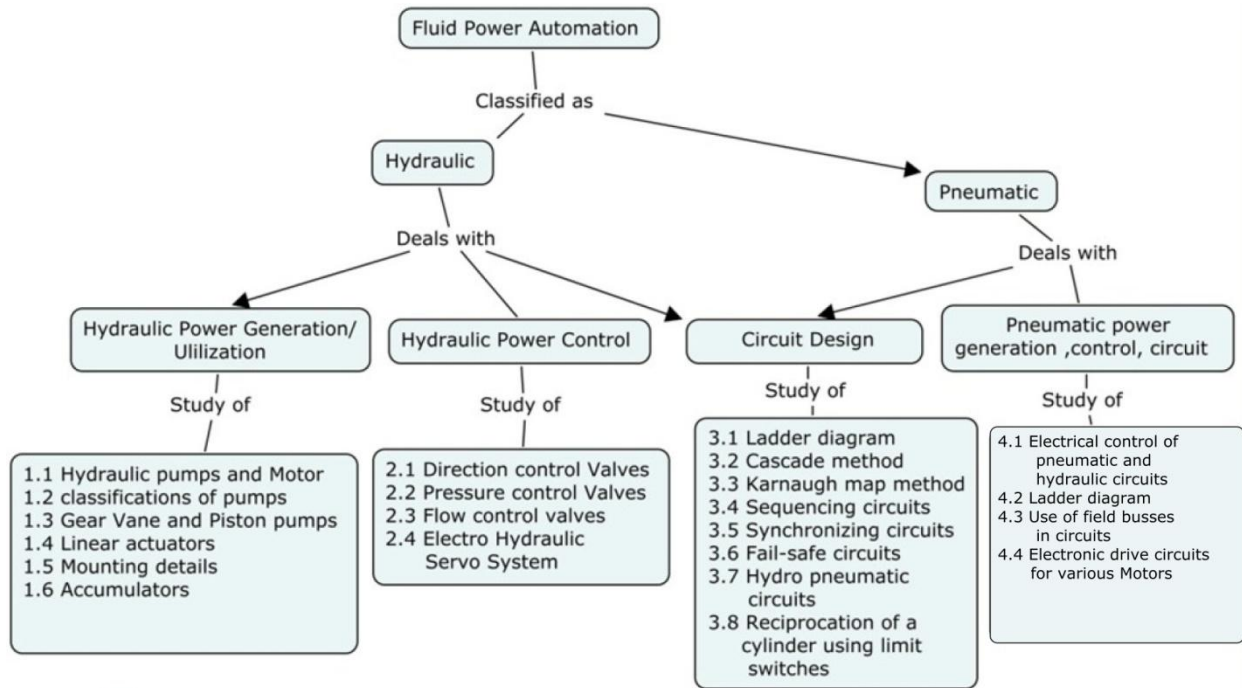 Fluid Power Automation
Classified as
Hydraulic
Pneumatic
Deals with
Deals with
Hydraulic Power Generation/
Ulilization
Hydraulic Power Control
Circuit Design
Pneumatic power
generation ,control, circuit
Study of
Study of
Study of
Study of
1.1 Hydraulic pumps and Motor
1.2 classifications of pumps
1.3 Gear Vane and Piston pumps
1.4 Linear actuators
1.5 Mounting details
1.6 Accumulators
2.1 Direction control Valves
2.2 Pressure control Valves
2.3 Flow control valves
2.4 Electro Hydraulic
Servo System
3.1 Ladder diagram
3.2 Cascade method
3.3 Karnaugh map method
3.4 Sequencing circuits
3.5 Synchronizing circuits
3.6 Fail-safe circuits
3.7 Hydro pneumatic
circuits
3.8 Reciprocation of a
cylinder using limit
switches
4.1 Electrical control of
pneumatic and
hydraulic circuits
4.2 Ladder diagram
4.3 Use of field busses
in circuits
4.4 Electronic drive circuits
for various Motors